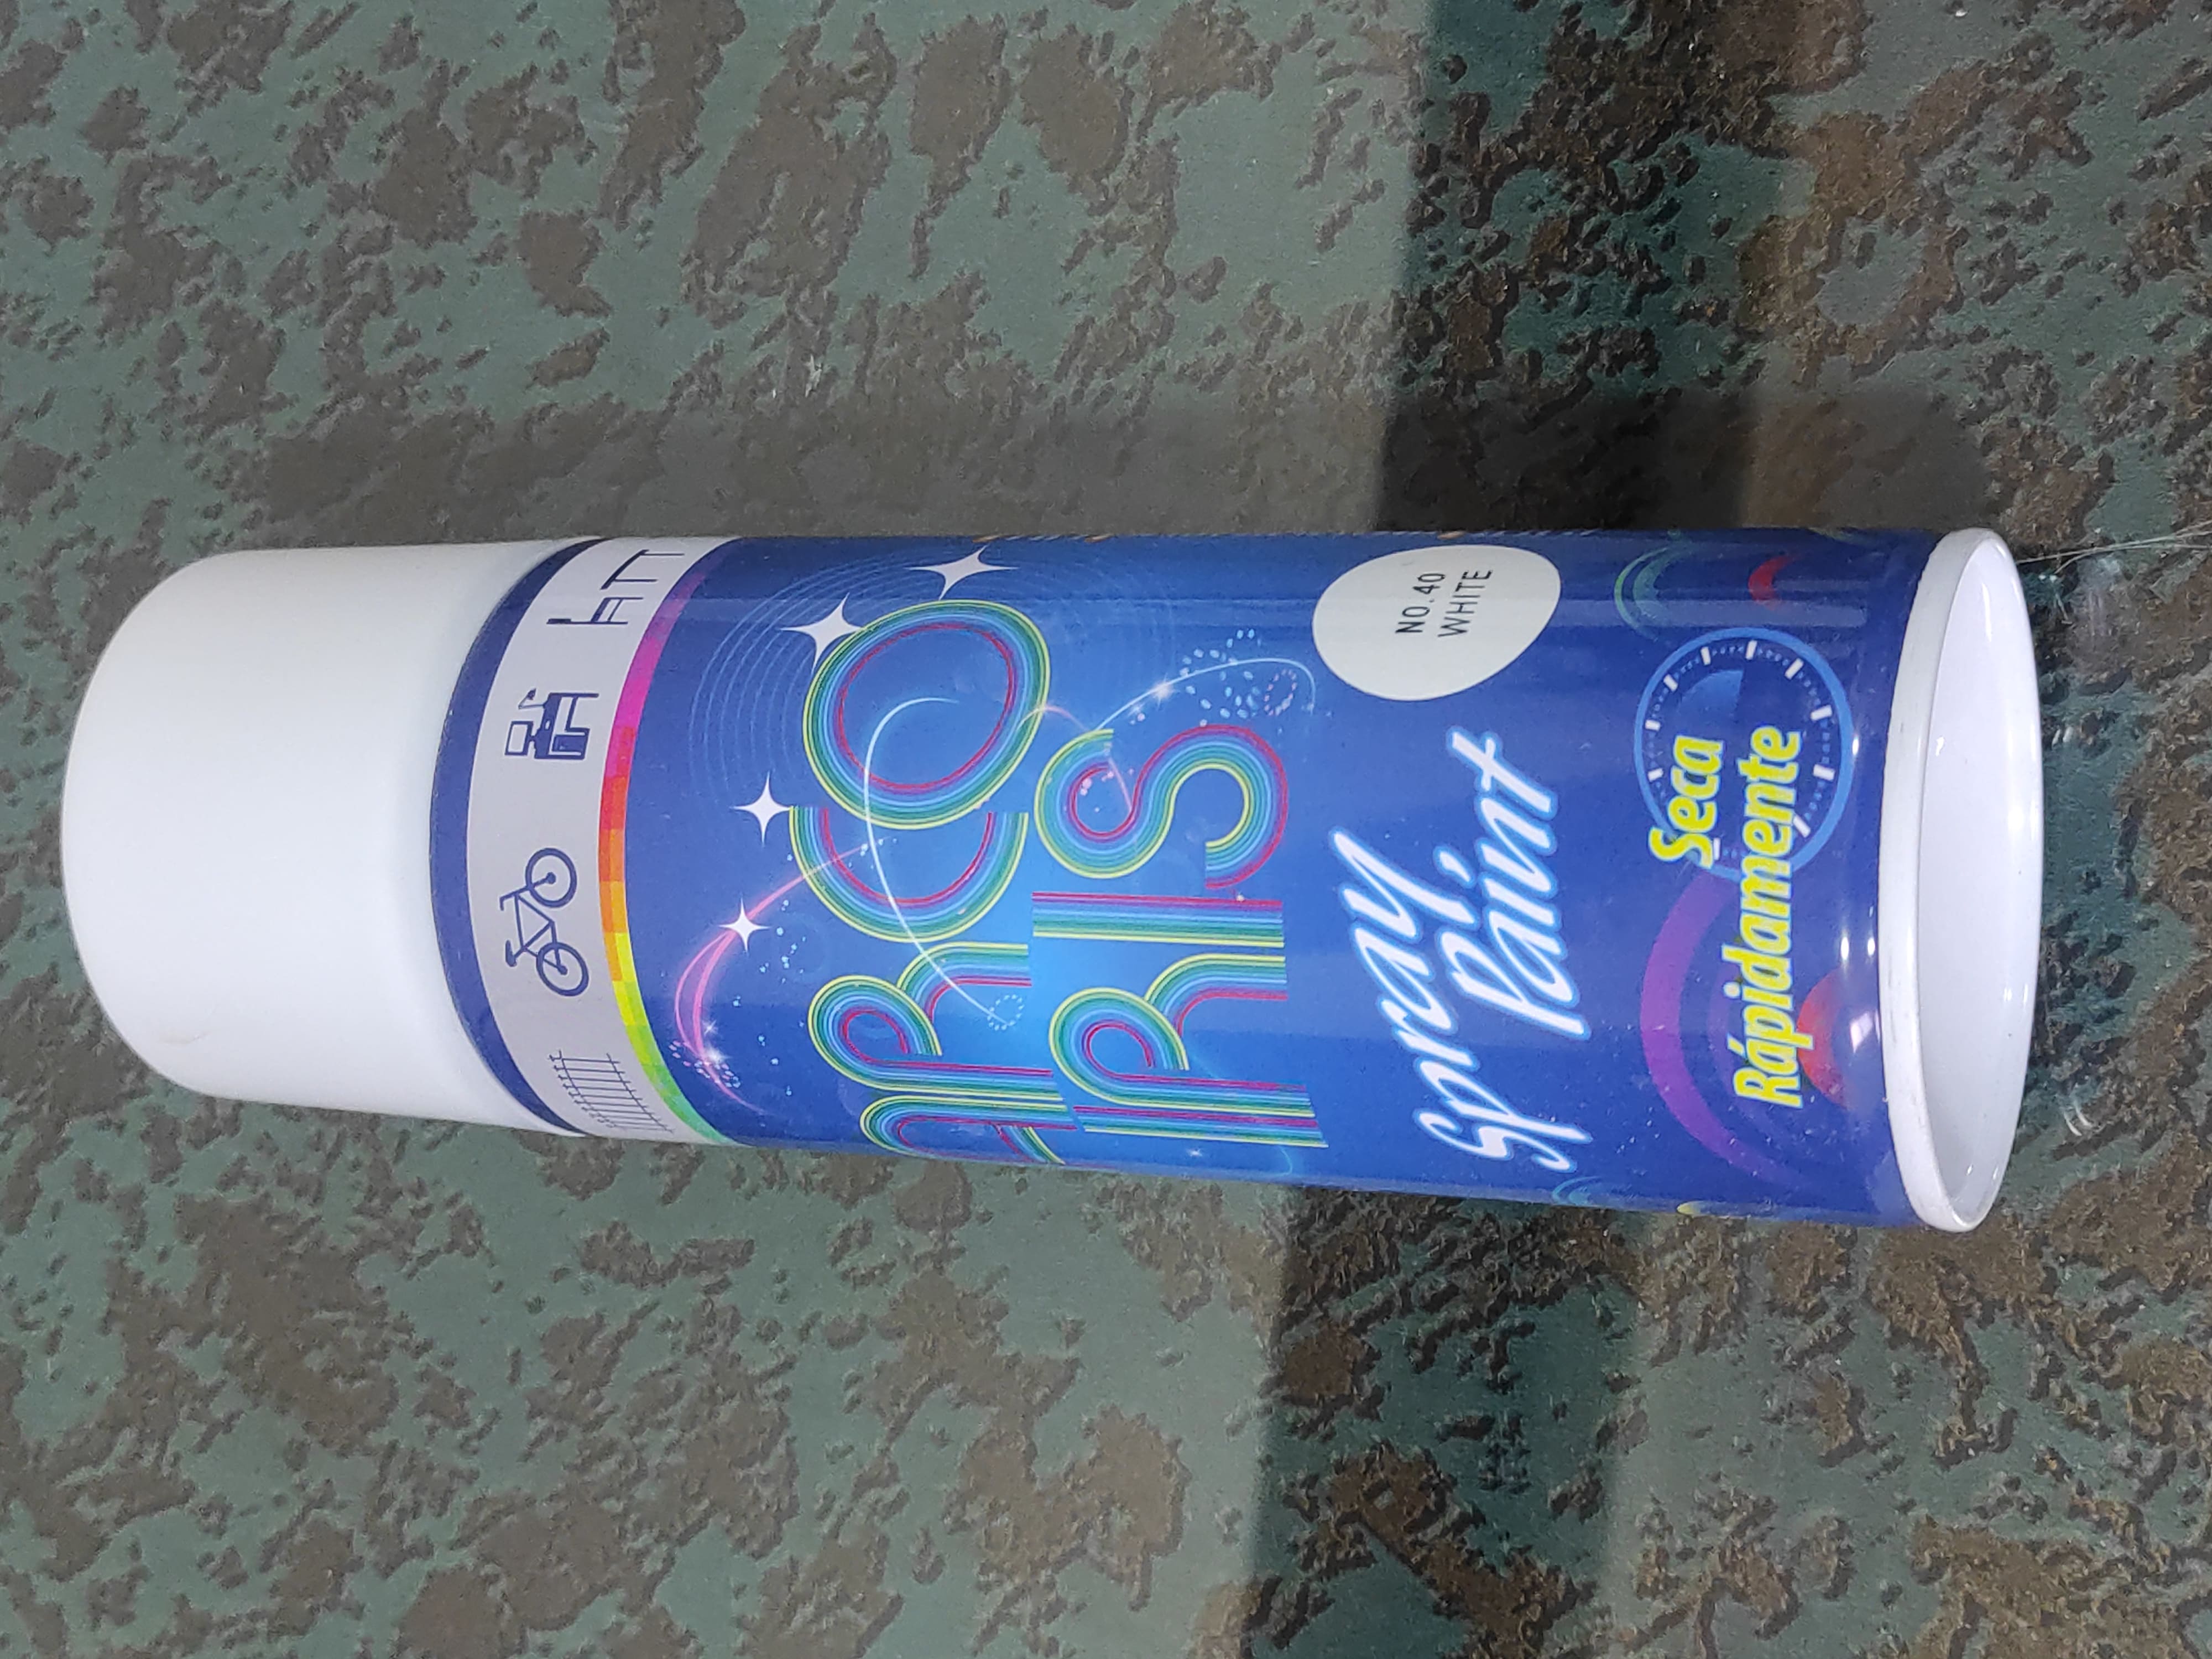 ARCO
IRIS
NO.40
WHITE
Spray
Paint
Seca
Rápidamente